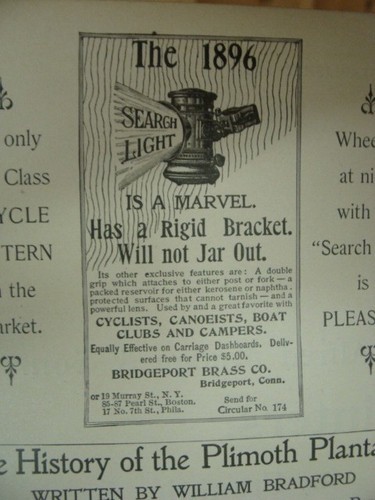 The 1896
SEARCH
LIGHT
IS A MARVEL.
Has a Rigid Bracket.
Will not Jar Out.
Its other exclusive features are: A double
grip which attaches to either post or fork — a
packed reservoir for either kerosene or naphtha.
protected surfaces that cannot tarnish — and a
powerful lens. Used by and a great favorite with
CYCLISTS, CANOEISTS, BOAT
CLUBS AND CAMPERS.
Equally Effective on Carriage Dashboards. Deliv-
ered free for Price $5.00.
BRIDGEPORT BRASS CO.
Bridgeport, Conn.
or 19 Murray St., N. Y.
85-87 Pearl St., Boston.
17 No. 7th St., Phila.
Send for
Circular No. 174
only
Class
YCLE
TERN
the
arket.
Whee
at ni
with
"Search
is
PLEAS
e History of the Plimoth Planta
WRITTEN BY WILLIAM BRADFORD